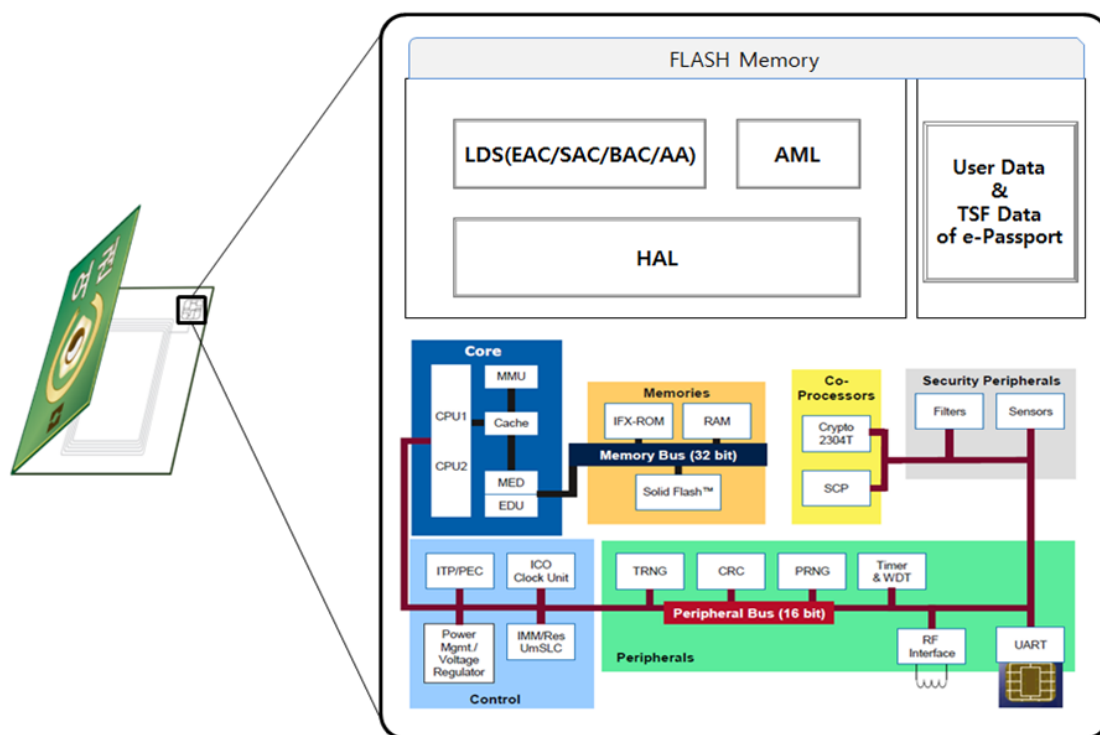 FLASH Memory
LDS(EAC/SAC/BAC/AA)
AML
HAL
User Data
&
TSF Data
of e-Passport
Core
CPU1
CPU2
MMU
Cache
MED
EDU
Memories
IFX-ROM
RAM
Memory Bus (32 bit)
Solid Flash™
Co-
Processors
Crypto
2304T
SCP
Security Peripherals
Filters
Sensors
ITP/PEC
ICO
Clock Unit
Power
Mgmt./
Voltage
Regulator
IMM/Res
UmSLC
Control
TRNG
CRC
PRNG
Timer
& WDT
Peripheral Bus (16 bit)
RF
Interface
UART
Peripherals